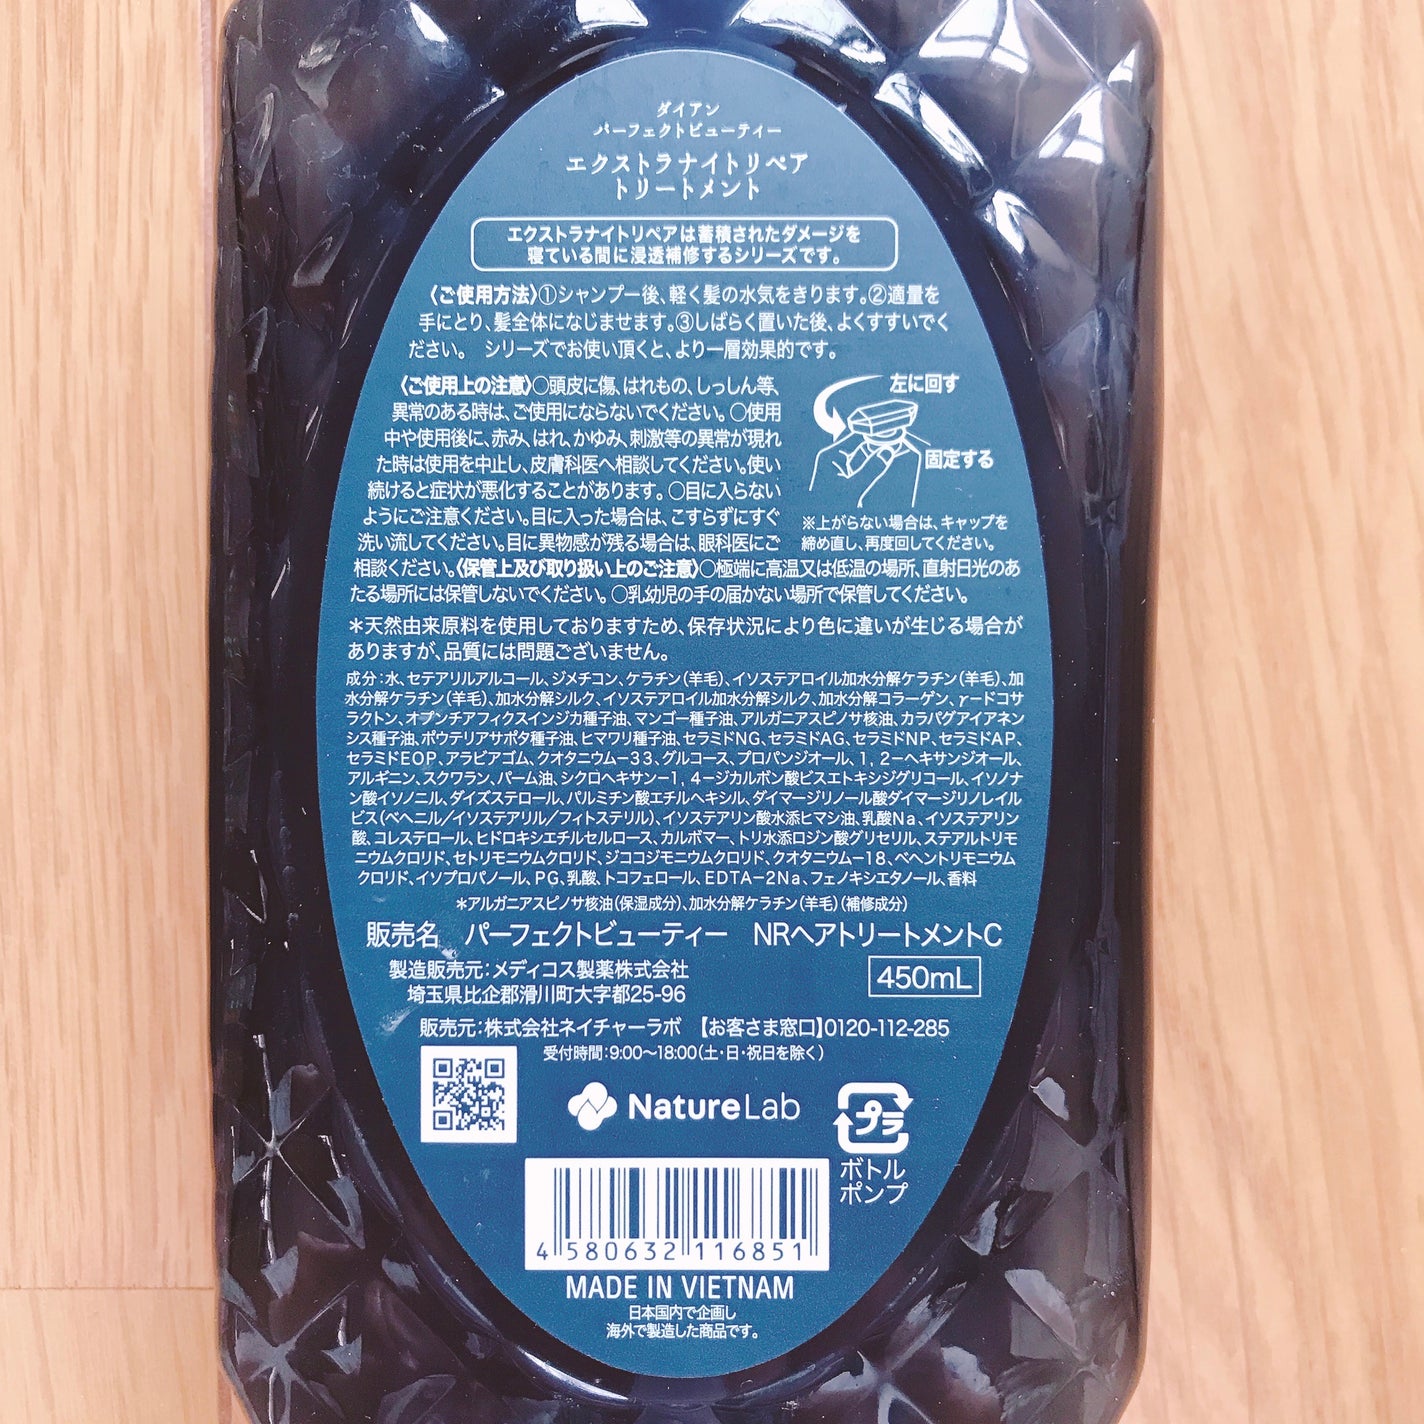 ダイアン
パーフェクトビューティー
エクストラナイトリペア
トリートメント
エクストラナイトリペアは蓄積されたダメージを
寝ている間に浸透補修するシリーズです。
〈ご使用方法〉①シャンプー後、軽く髪の水気をきります。②適量を
手にとり、髪全体になじませます。③しばらく置いた後、よくすすいでく
ださい。 シリーズでお使い頂くと、より一層効果的です。
〈ご使用上の注意〉○頭皮に傷、はれもの、しっしん等、
異常のある時は、ご使用にならないでください。○使用
中や使用後に、赤み、はれ、かゆみ、刺激等の異常が現れ
た時は使用を中止し、皮膚科医へ相談してください。使い
続けると症状が悪化することがあります。○目に入らない
ようにご注意ください。目に入った場合は、こすらずにすぐ
洗い流してください。目に異物感が残る場合は、眼科医にご
相談ください。〈保管上及び取り扱い上のご注意〉○極端に高温又は低温の場所、直射日光のあ
たる場所には保管しないでください。○乳幼児の手の届かない場所で保管してください。
左に回す
固定する
※上がらない場合は、キャップを
締め直し、再度回してください。
＊天然由来原料を使用しておりますため、保存状況により色に違いが生じる場合が
ありますが、品質には問題ございません。
成分：水、セテアリルアルコール、ジメチコン、ケラチン（羊毛）、イソステアロイル加水分解ケラチン（羊毛）、加
水分解ケラチン（羊毛）、加水分解シルク、イソステアロイル加水分解シルク、加水分解コラーゲン、γードコサ
ラクトン、オプンチアフィクスインジカ種子油、マンゴー種子油、アルガニアスピノサ核油、カラパグアイアネン
シス種子油、ポウテリアサポタ種子油、ヒマワリ種子油、セラミドNG、セラミドAG、セラミドNP、セラミドAP、
セラミドEOP、アラビアゴム、クオタニウム－33、グルコース、プロパンジオール、1，2－ヘキサンジオール、
アルギニン、スクワラン、パーム油、シクロヘキサン－1，4－ジカルボン酸ビスエトキシジグリコール、イソノナ
ン酸イソノニル、ダイズステロール、パルミチン酸エチルヘキシル、ダイマージリノール酸ダイマージリノレイル
ビス（ベヘニル／イソステアリル／フィトステリル）、イソステアリン酸水添ヒマシ油、乳酸Na、イソステアリン
酸、コレステロール、ヒドロキシエチルセルロース、カルボマー、トリ水添ロジン酸グリセリル、ステアルトリモ
ニウムクロリド、セトリモニウムクロリド、ジココジモニウムクロリド、クオタニウム－18、ベヘントリモニウム
クロリド、イソプロパノール、PG、乳酸、トコフェロール、EDTA－2Na、フェノキシエタノール、香料
＊アルガニアスピノサ核油（保湿成分）、加水分解ケラチン（羊毛）（補修成分）
販売名 パーフェクトビューティー NRヘアトリートメントC
製造販売元：メディコス製薬株式会社
埼玉県比企郡滑川町大字都25-96
450mL
販売元：株式会社ネイチャーラボ 【お客さま窓口】0120-112-285
受付時間：9:00～18:00（土・日・祝日を除く）
NatureLab
プラ
ボトル
ポンプ
4 580632 116851
MADE IN VIETNAM
日本国内で企画し
海外で製造した商品です。